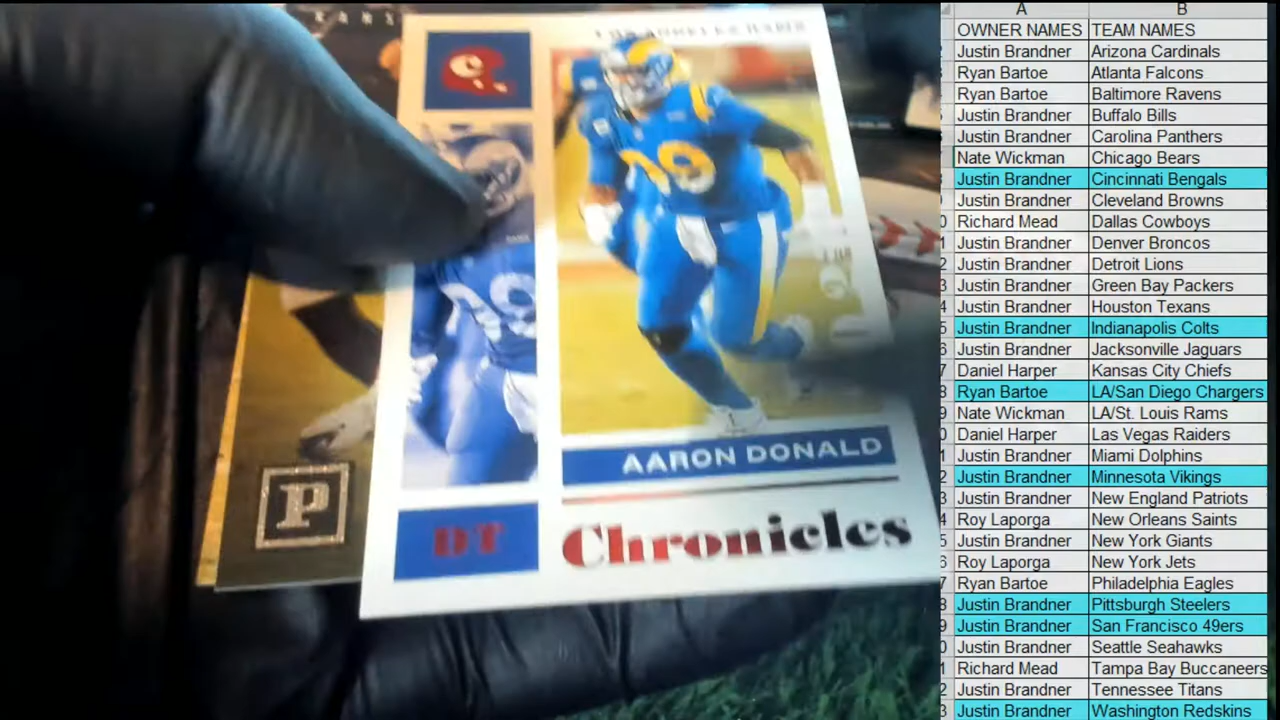 LOS ANGELES RAMS
99
AARON DONALD
DT
Chronicles
P
A B
OWNER NAMES TEAM NAMES
Justin Brandner Arizona Cardinals
Ryan Bartoe Atlanta Falcons
Ryan Bartoe Baltimore Ravens
Justin Brandner Buffalo Bills
Justin Brandner Carolina Panthers
Nate Wickman Chicago Bears
Justin Brandner Cincinnati Bengals
Justin Brandner Cleveland Browns
Richard Mead Dallas Cowboys
Justin Brandner Denver Broncos
Justin Brandner Detroit Lions
Justin Brandner Green Bay Packers
Justin Brandner Houston Texans
Justin Brandner Indianapolis Colts
Justin Brandner Jacksonville Jaguars
Daniel Harper Kansas City Chiefs
Ryan Bartoe LA/San Diego Chargers
Nate Wickman LA/St. Louis Rams
Daniel Harper Las Vegas Raiders
Justin Brandner Miami Dolphins
Justin Brandner Minnesota Vikings
Justin Brandner New England Patriots
Roy Laporga New Orleans Saints
Justin Brandner New York Giants
Roy Laporga New York Jets
Ryan Bartoe Philadelphia Eagles
Justin Brandner Pittsburgh Steelers
Justin Brandner San Francisco 49ers
Justin Brandner Seattle Seahawks
Richard Mead Tampa Bay Buccaneers
Justin Brandner Tennessee Titans
Justin Brandner Washington Redskins